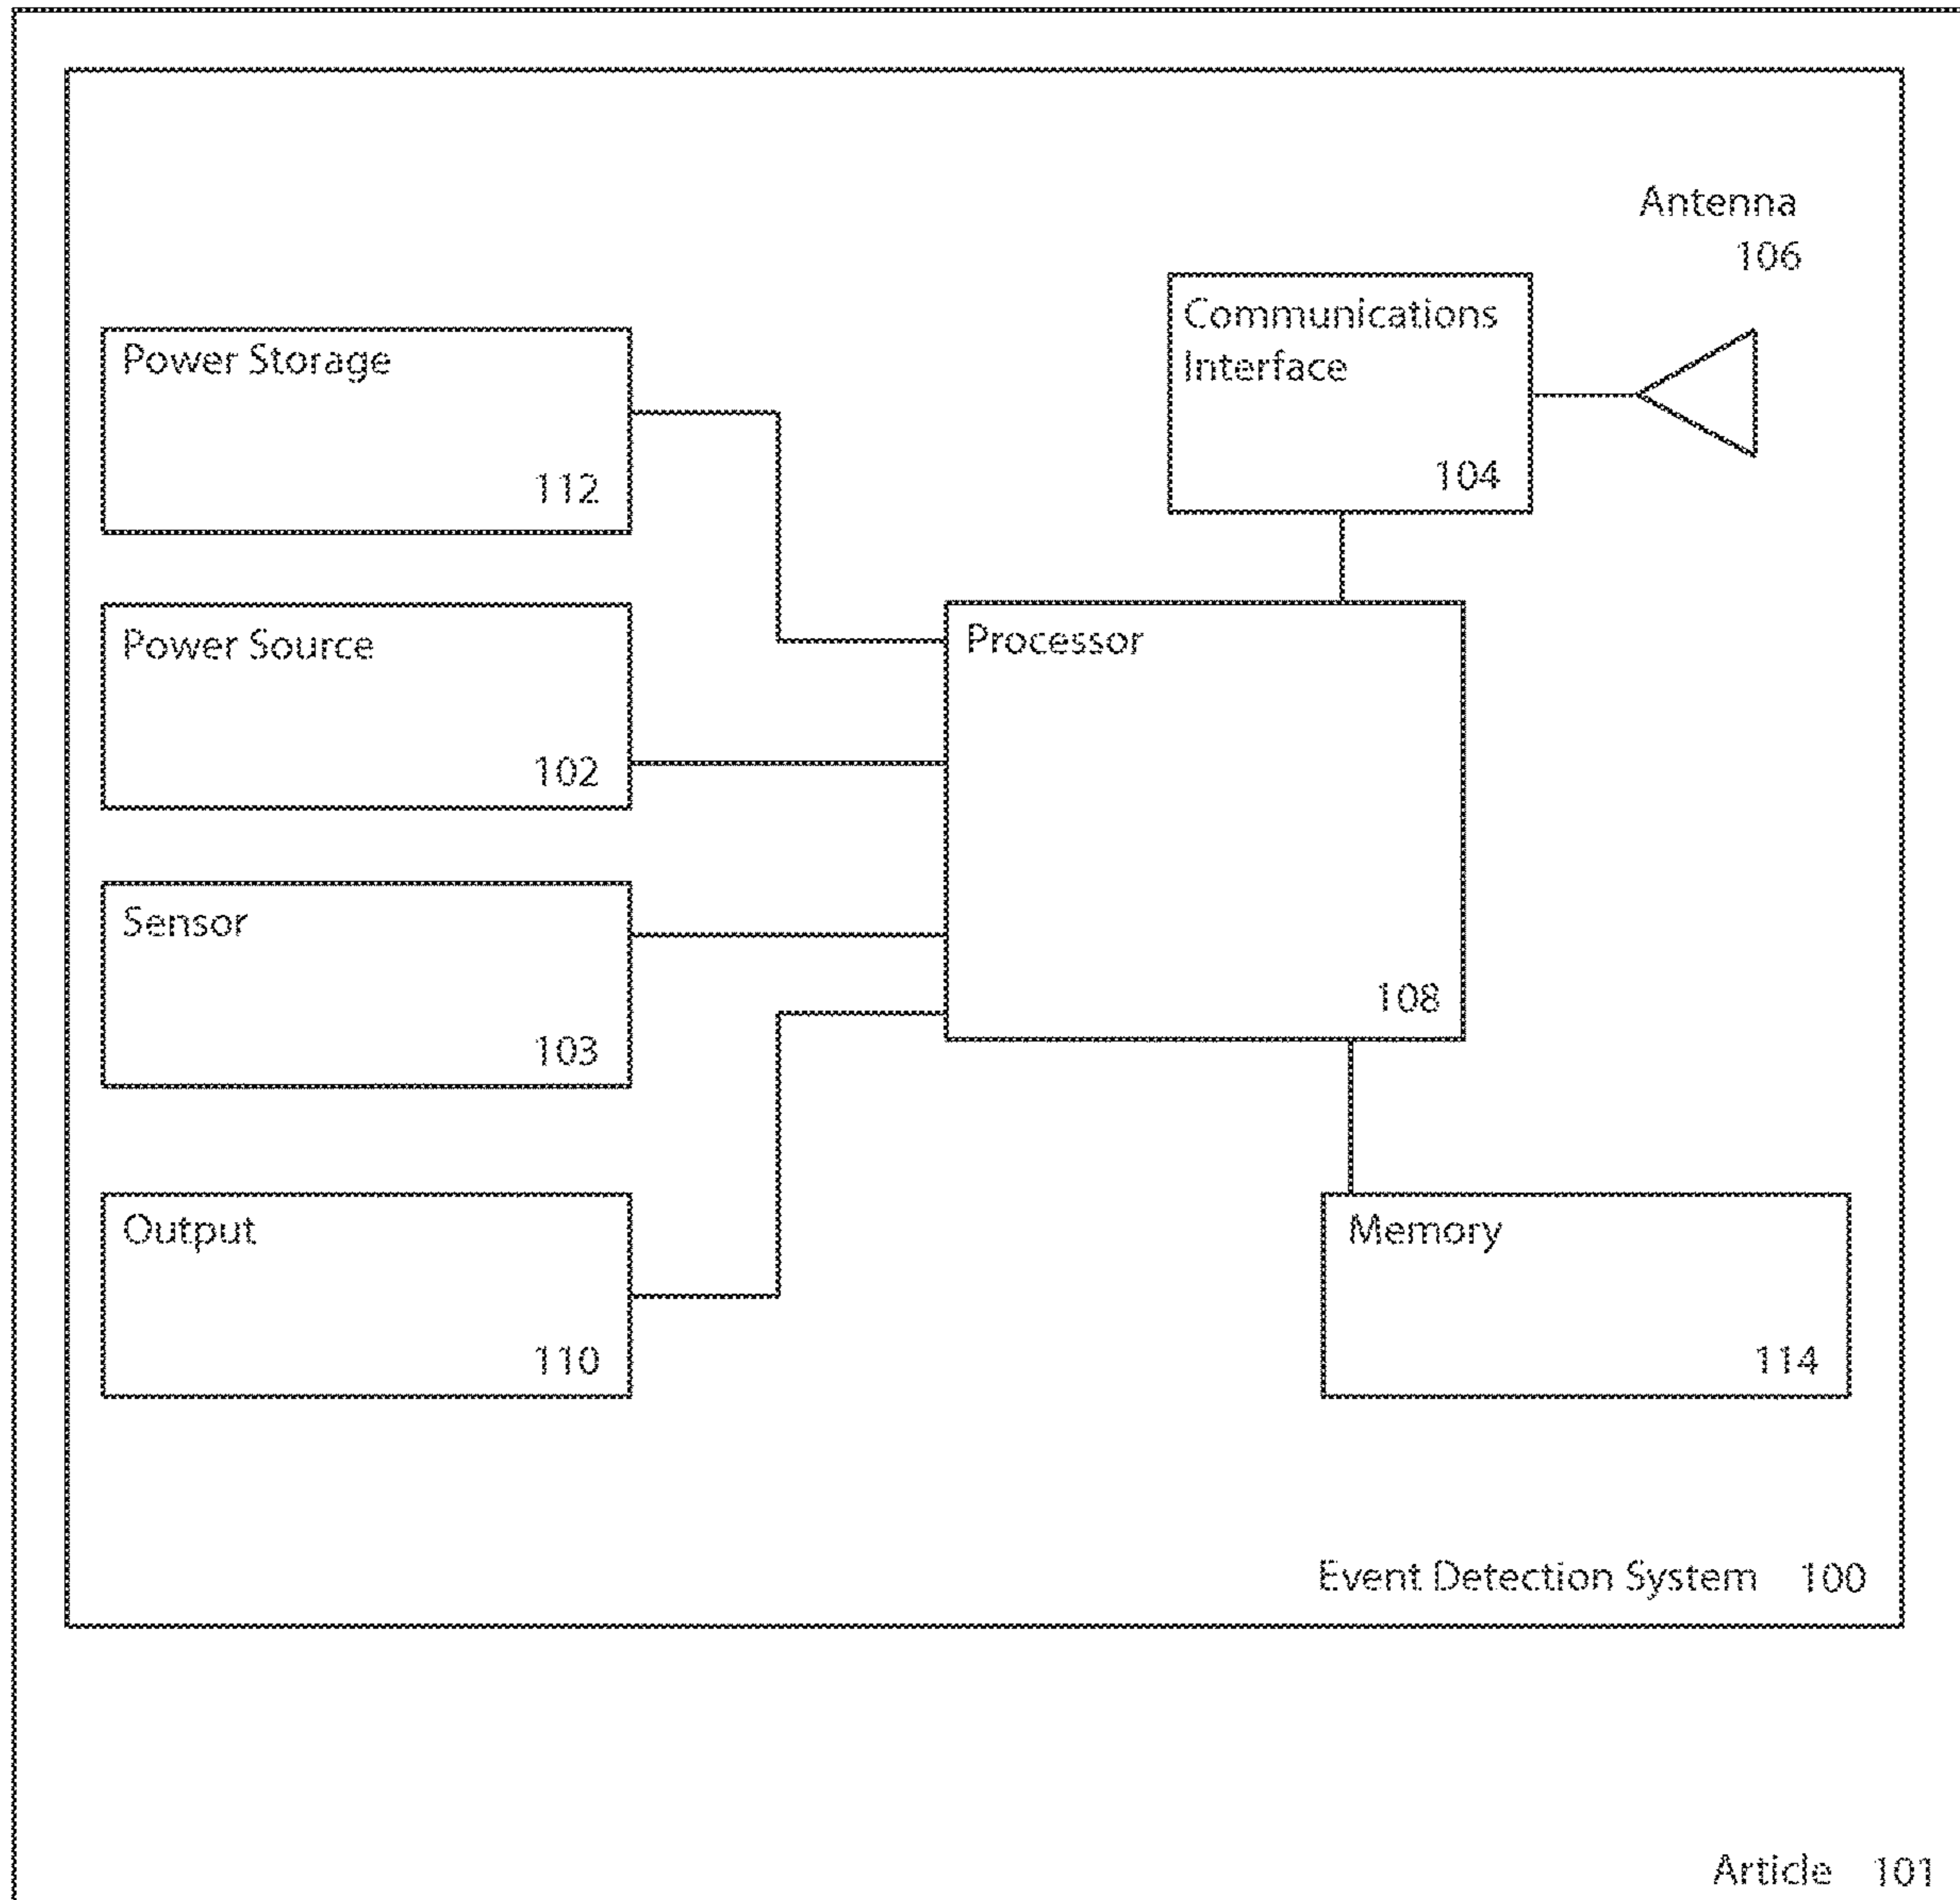 Antenna
106
Communications
Interface
104
Power Storage
112
Power Source
102
Processor
108
Sensor
103
Output
110
Memory
114
Event Detection System 100
Article 101